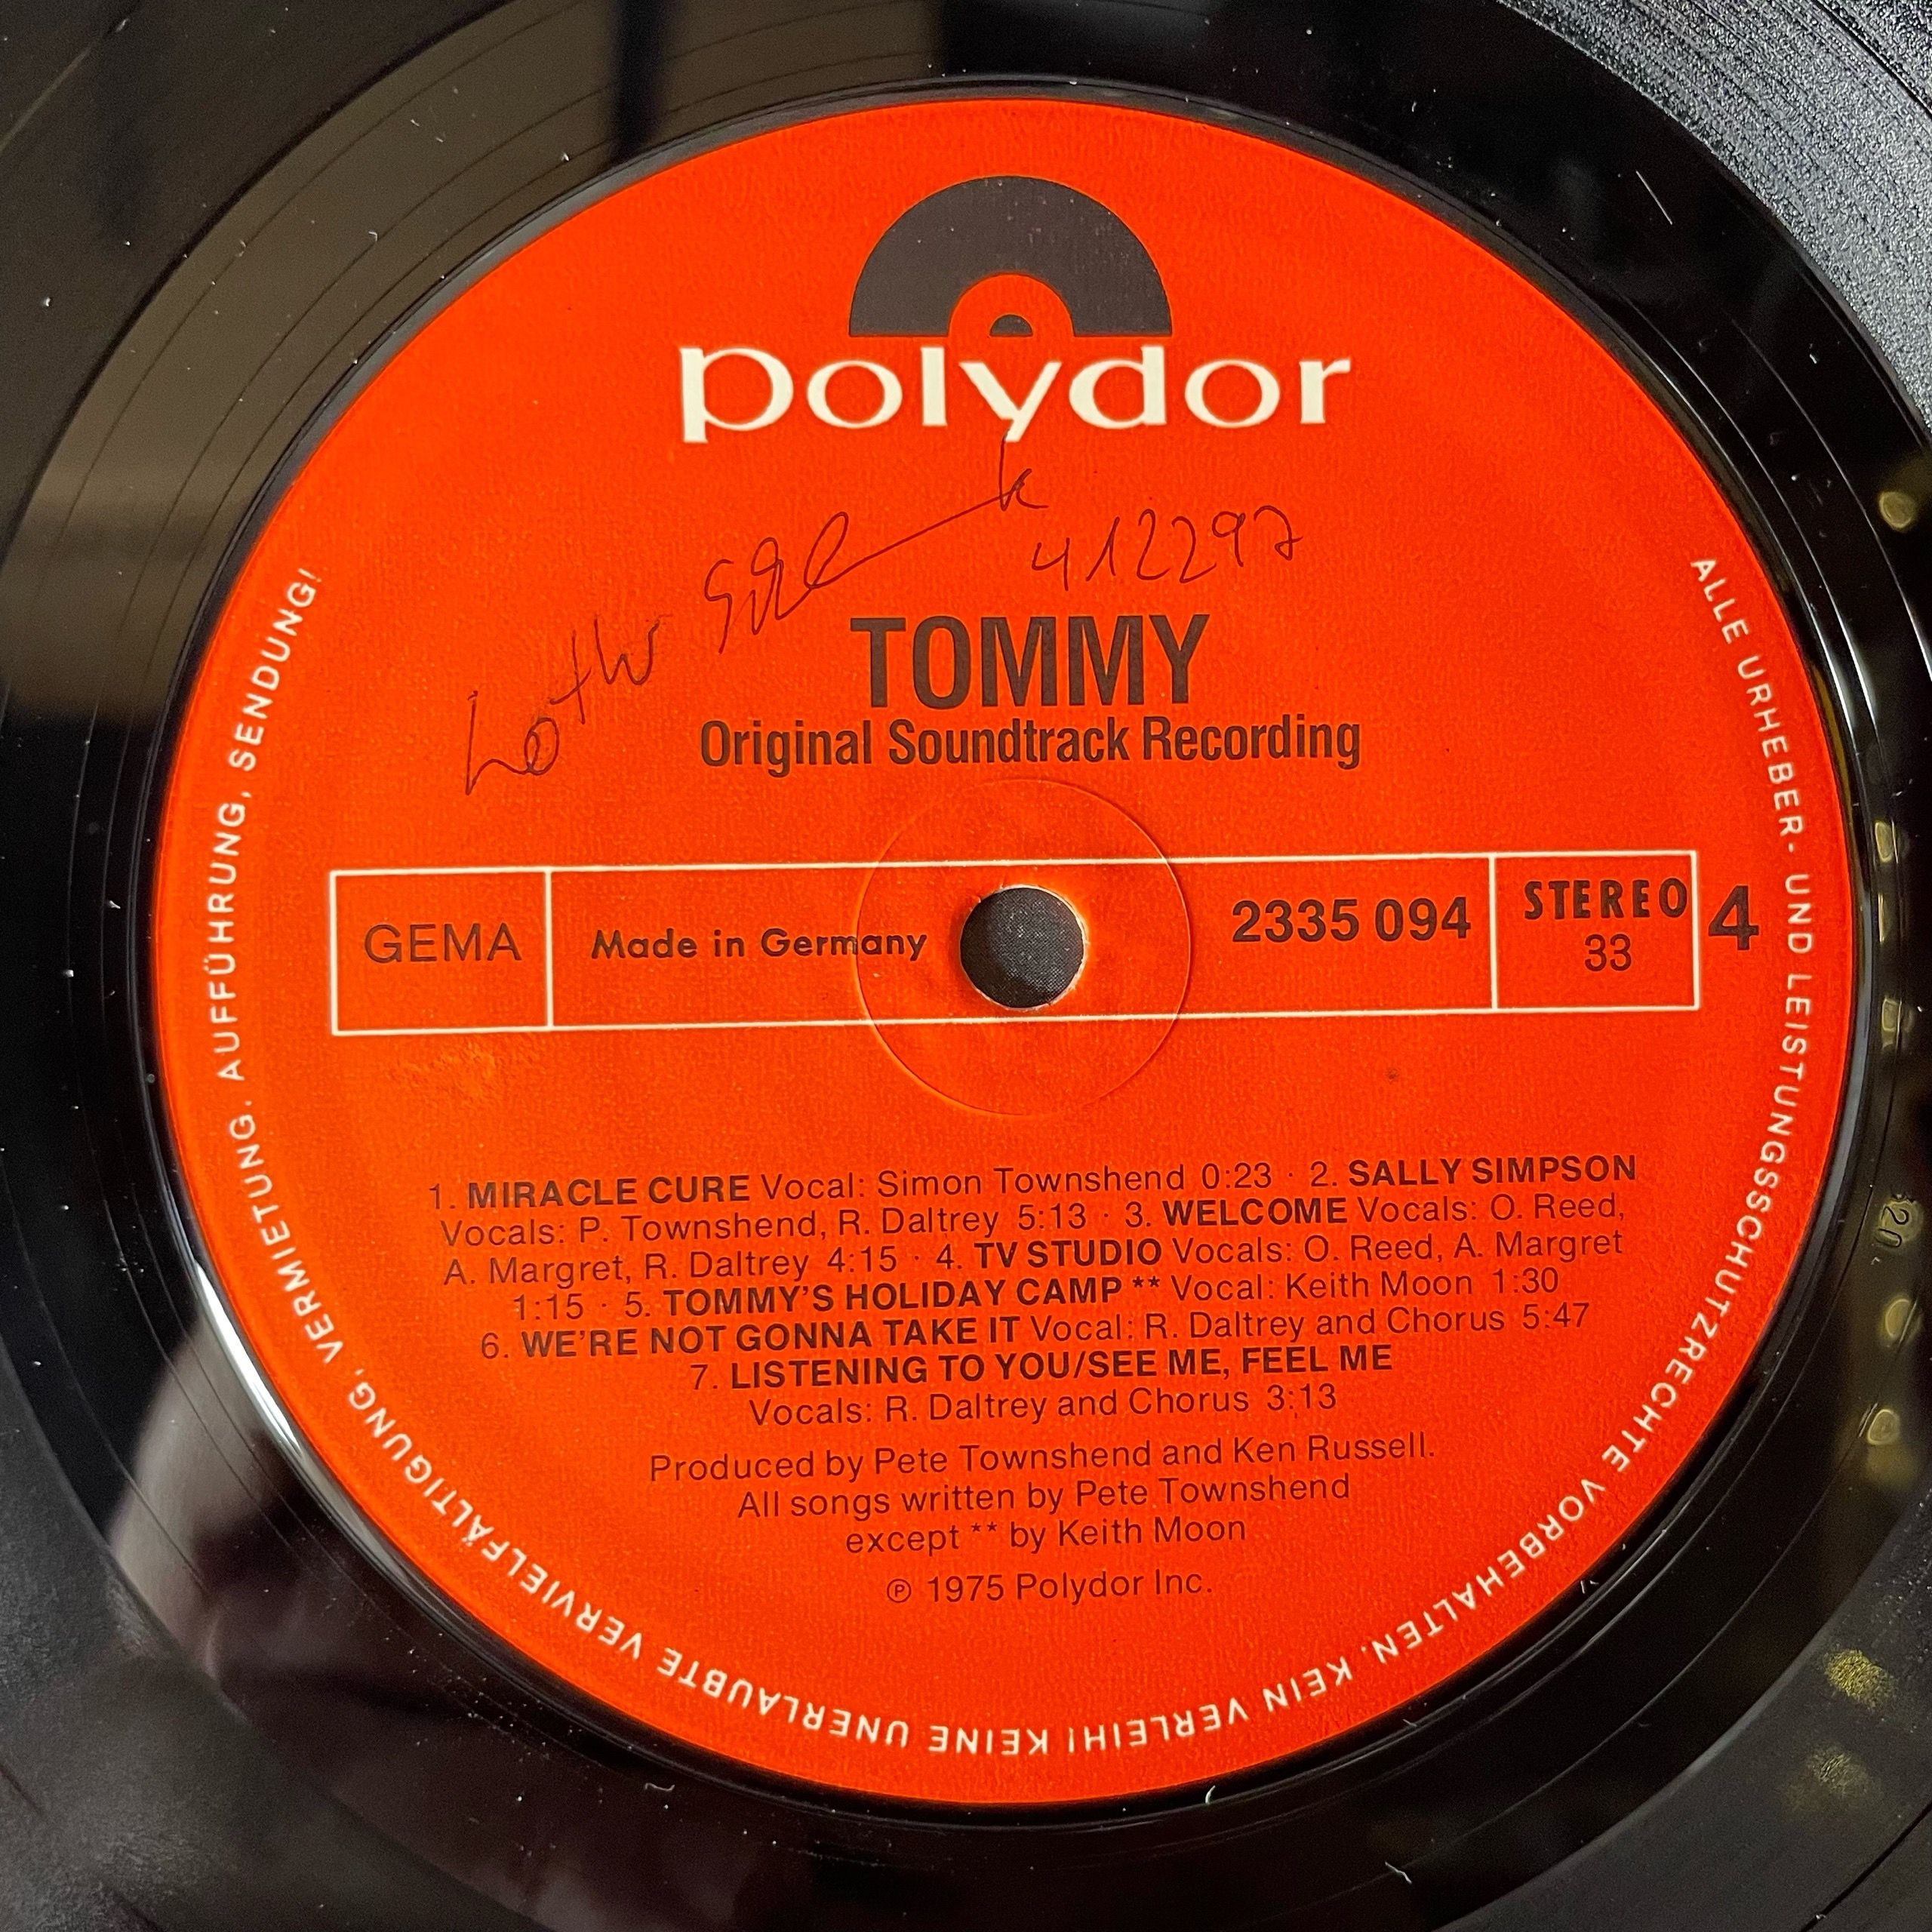 polydor
412297
TOMMY
Original Soundtrack Recording
GEMA
Made in Germany
2335 094
STEREO
33
4
1. MIRACLE CURE Vocal: Simon Townshend 0:23 · 2. SALLY SIMPSON
Vocals: P. Townshend, R. Daltrey 5:13 · 3. WELCOME Vocals: O. Reed,
A. Margret, R. Daltrey 4:15 · 4. TV STUDIO Vocals: O. Reed, A. Margret
1:15 · 5. TOMMY'S HOLIDAY CAMP ** Vocal: Keith Moon 1:30
6. WE'RE NOT GONNA TAKE IT Vocal: R. Daltrey and Chorus 5:47
7. LISTENING TO YOU/SEE ME, FEEL ME
Vocals: R. Daltrey and Chorus 3:13
Produced by Pete Townshend and Ken Russell.
All songs written by Pete Townshend
except ** by Keith Moon
℗ 1975 Polydor Inc.
ALLE URHEBER- UND LEISTUNGSSCHUTZRECHTE VORBEHALTEN. KEIN VERLEIH! KEINE UNERLAUBTE VERVIELFÄLTIGUNG, VERMIETUNG. AUFFÜHRUNG, SENDUNG!